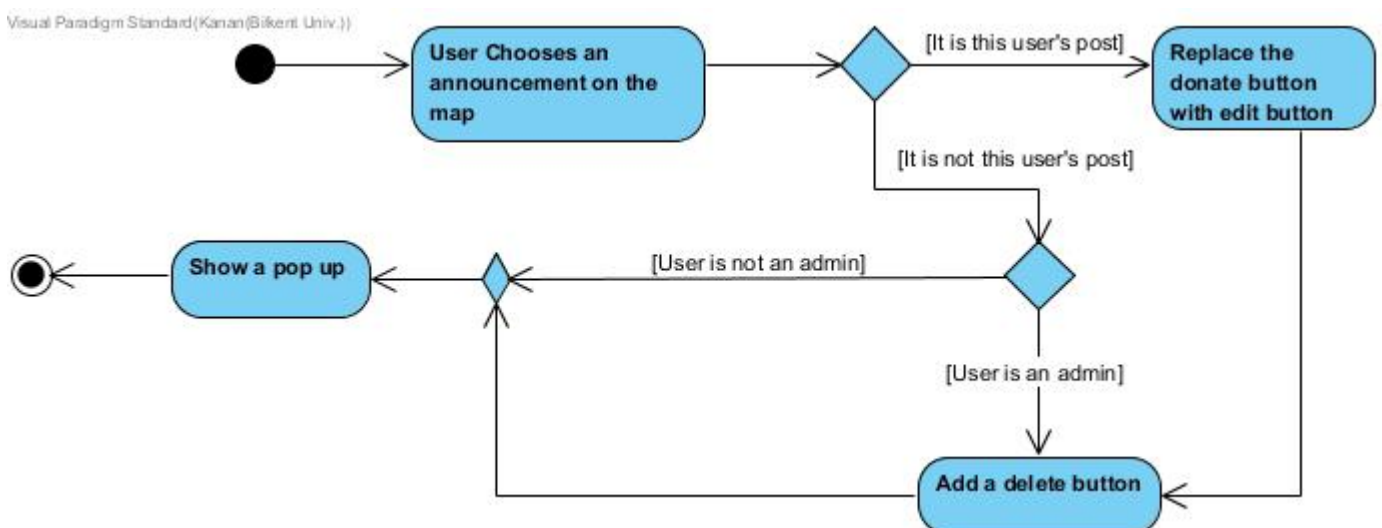 Visual Paradigm Standard(Kanan(Bilkent Univ.))
User Chooses an
announcement on the
map
[It is this user's post]
Replace the
donate button
with edit button
[It is not this user's post]
Show a pop up
[User is not an admin]
[User is an admin]
Add a delete button